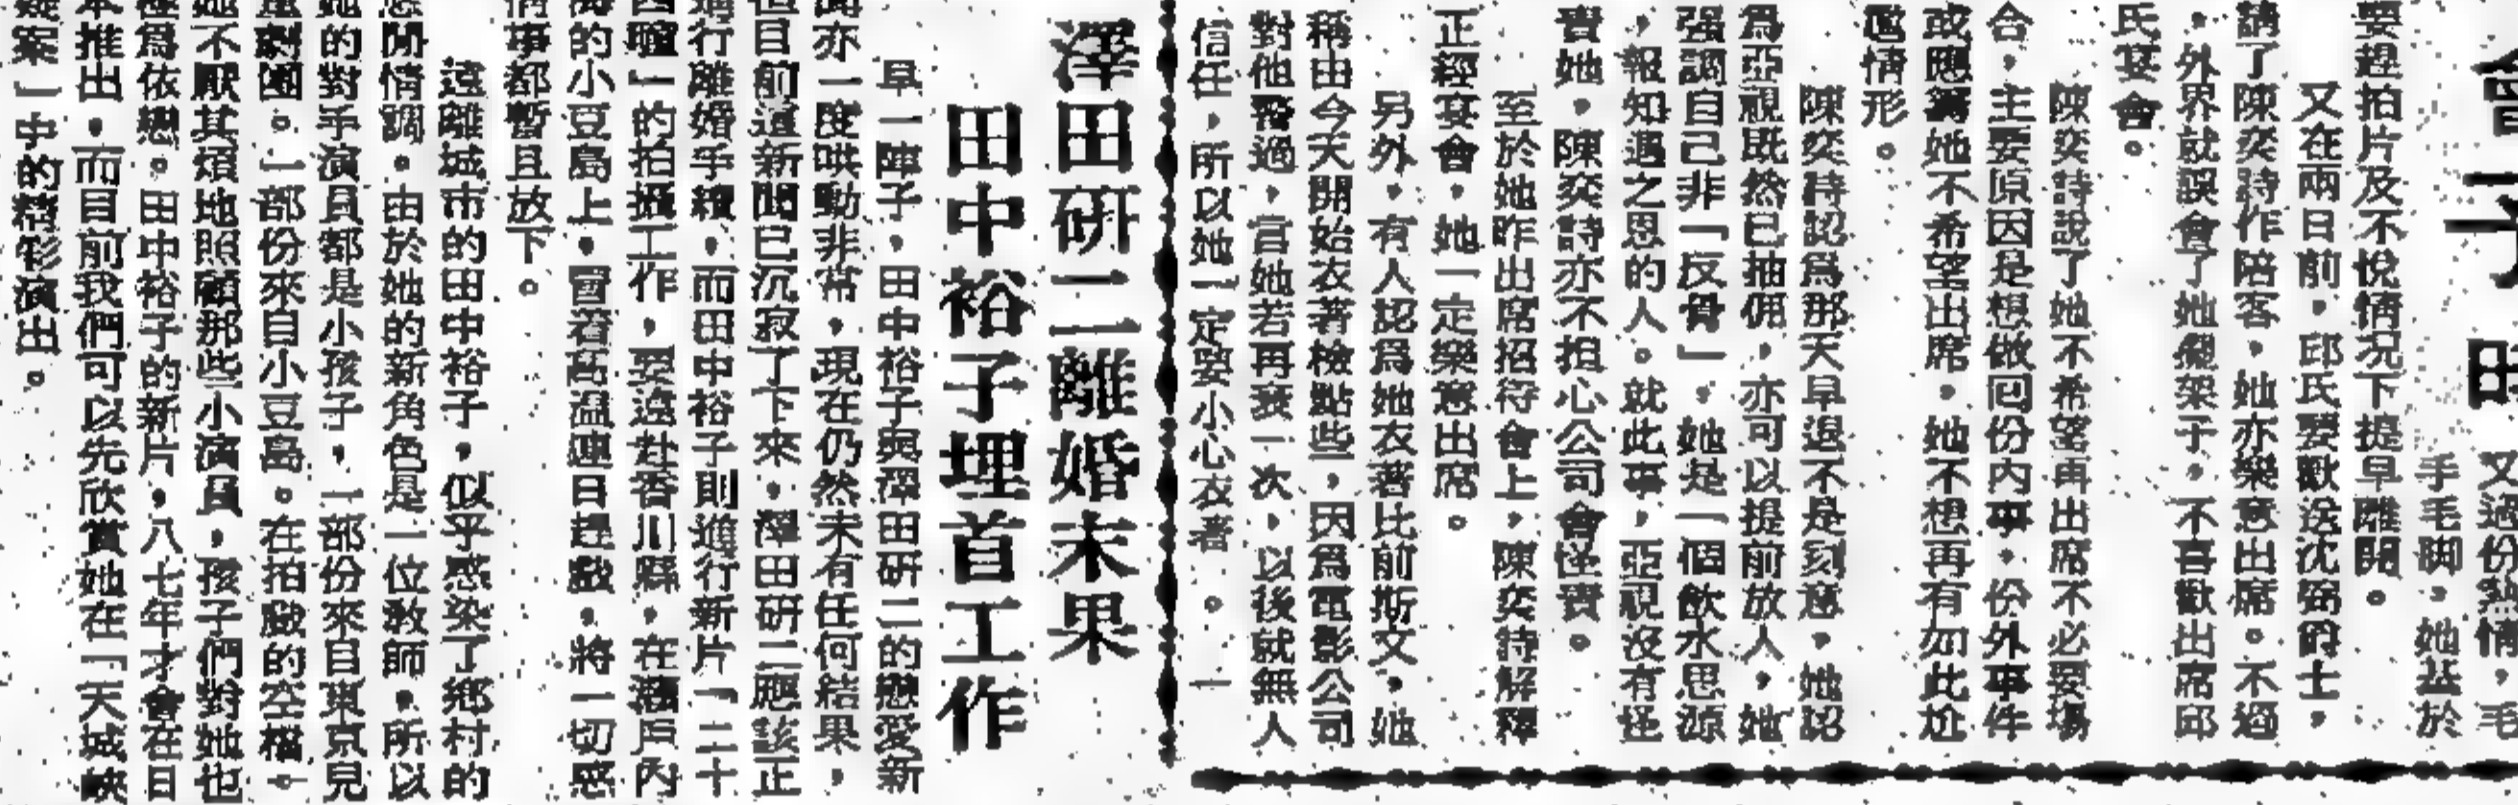 又過份熱情，毛
手毛脚。她基於
要趕拍片及不悅情况下提早離開。
又在兩日前，邱氏要歡送沈弼爵士，
請了陳奕詩作陪客，她亦樂意出席。不過
，外界就誤會了她擺架子，不喜歡出席邱
氏宴會。
陳奕詩說了她不希望再出席不必要場
合，主要原因是想做回份內事，份外事件
或應籌她不希望出席，她不想再有如此尬
尷情形。
陳奕詩認爲那天早退不是刻意，她認
爲亞視既然已抽佣，亦可以提前放人，她
强調自己非「反骨」，她是一個飲水思源
，報知遇之恩的人。就此事，亞視沒有怪
責她，陳奕詩亦不担心公司會怪責。
至於她昨出席招待會上，陳奕詩解釋
正經宴會，她一定樂意出席。
另外，有人認爲她衣著比前斯文，她
稱由今天開始衣著檢點些，因爲電影公司
對他發過，言她若再衰一次，以後就無人
信任，所以她一定要小心衣著。
澤田研二離婚未果
田中裕子埋首工作
早一陣子，田中裕子與澤田研二的戀愛新
聞亦一度哄動非常，現在仍然未有任何結果，
但目前這新聞已沉寂了下來，澤田研二應該正
進行離婚手續，而田中裕子則進行新片「二十
四瞳」的拍攝工作，要遠赴香川縣，在瀨戶內
海的小豆島上，冒着高溫連日趕戲，將一切感
情事都暫且放下。
遠離城市的田中裕子，似乎感染了鄉村的
悠閒情調。由於她的新角色是一位教師，所以
她的對手演員都是小孩子，一部份來自東京兒
童劇團。一部份來自小豆島。在拍戲的空檔，
她不厭其煩地照顧那些小演員，孩子們對她也
極爲依戀。田中裕子的新片，八七年才會在日
本推出，而目前我們可以先欣賞她在「天城峽
疑案」中的精彩演出。